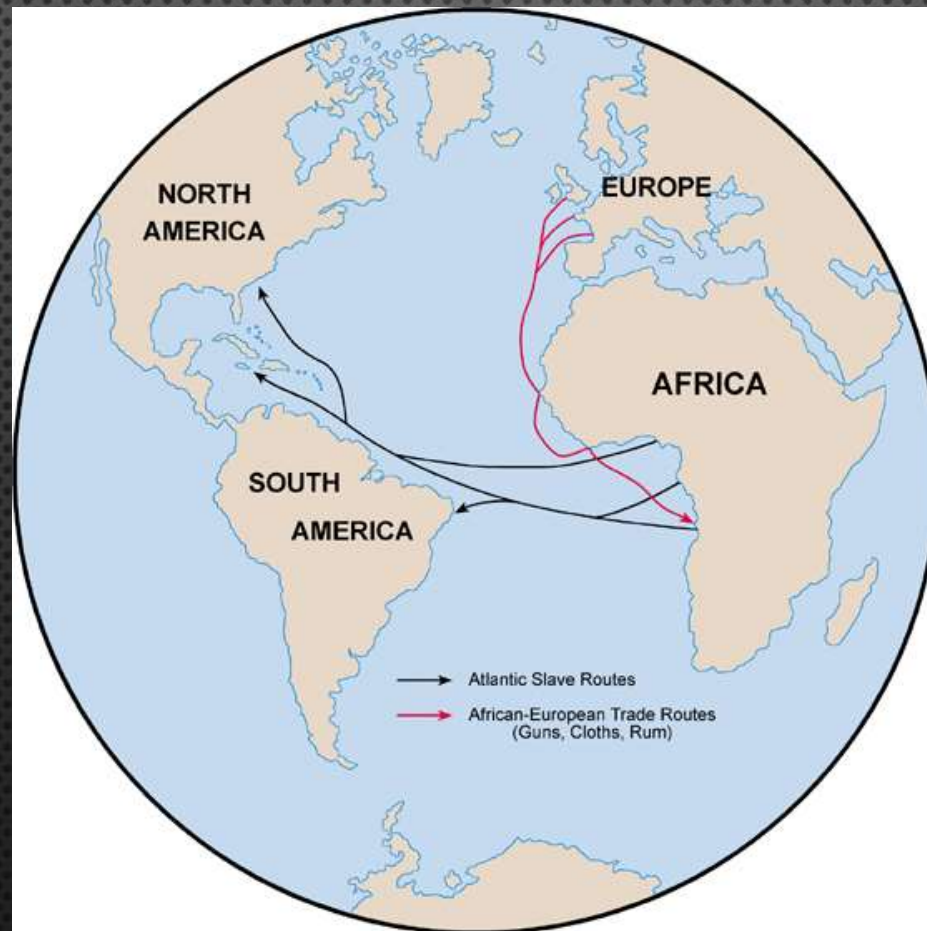 NORTH
AMERICA
EUROPE
AFRICA
SOUTH
AMERICA
Atlantic Slave Routes
African-European Trade Routes
(Guns, Cloths, Rum)